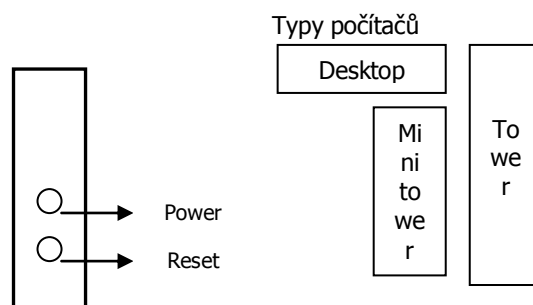 Typy počítačů
Desktop
Mi
ni
to
we
r
To
we
r
Power
Reset